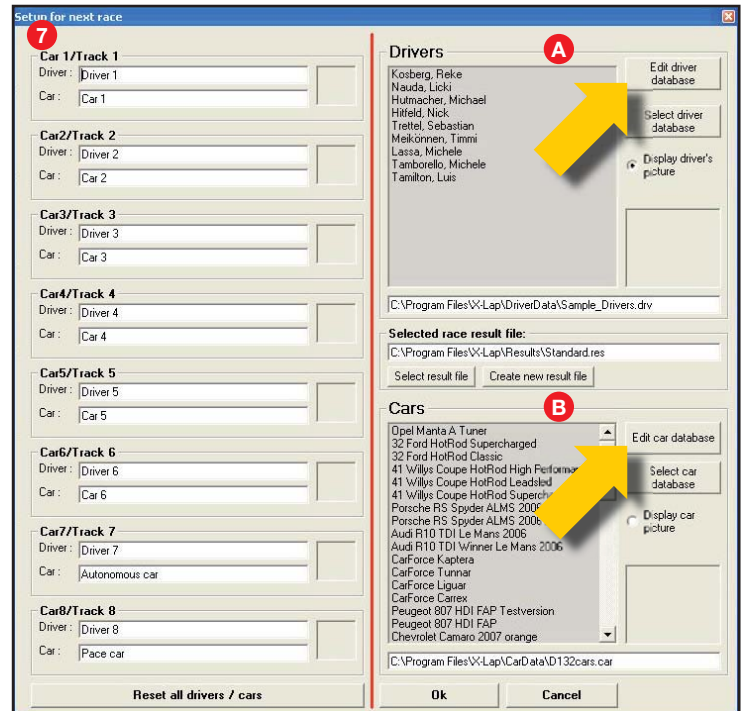 Setup for next race
7
Car 1/Track 1
Driver : Driver 1
Car : Car 1
Car2/Track 2
Driver : Driver 2
Car : Car 2
Car3/Track 3
Driver : Driver 3
Car : Car 3
Car4/Track 4
Driver : Driver 4
Car : Car 4
Car5/Track 5
Driver : Driver 5
Car : Car 5
Car6/Track 6
Driver : Driver 6
Car : Car 6
Car7/Track 7
Driver : Driver 7
Car : Autonomous car
Car8/Track 8
Driver : Driver 8
Car : Pace car
Reset all drivers / cars
Drivers
A
Kosberg, Reke
Nauda, Licki
Hutmacher, Michael
Hitfeld, Nick
Trettel, Sebastian
Meikönnen, Timmi
Lassa, Michele
Tamborello, Michele
Tamilton, Luis
Edit driver
database
Select driver
database
Display driver's
picture
C:\Program Files\X-Lap\DriverData\Sample_Drivers.drv
Selected race result file:
C:\Program Files\X-Lap\Results\Standard.res
Select result file
Create new result file
Cars
B
Opel Manta A Tuner
32 Ford HotRod Supercharged
32 Ford HotRod Classic
41 Willys Coupe HotRod High
41 Willys Coupe HotRod Leadsled
41 Willys Coupe HotRod
Porsche RS Spyder ALMS 2006
Porsche RS Spyder ALMS 2006
Audi R10 TDI Le Mans 2006
Audi R10 TDI Winner Le Mans 2006
CarForce Kaptera
CarForce Tunnar
CarForce Liguar
CarForce Carrex
Peugeot 807 HDI FAP Testversion
Peugeot 807 HDI FAP
Chevrolet Camaro 2007 orange
Edit car database
Select car
database
Display car
picture
C:\Program Files\X-Lap\CarData\D132cars.car
Ok
Cancel